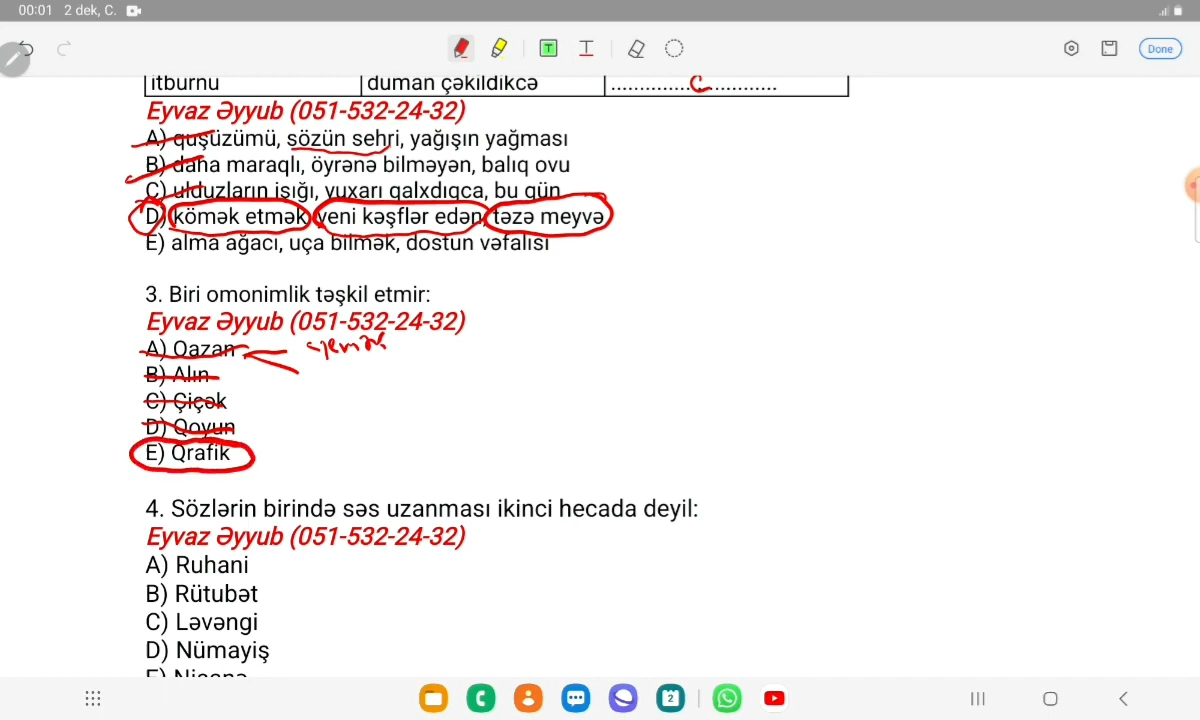 00:01 2 dek, C.
T T Done
itburnu duman çəkildikcə ............................ C
Eyvaz Əyyub (051-532-24-32)
A) quşüzümü, sözün sehri, yağışın yağması
B) daha maraqlı, öyrənə bilməyən, balıq ovu
C) ulduzların işığı, yuxarı qalxdıqca, bu gün
D) kömək etmək, yeni kəşflər edən, təzə meyvə
E) alma ağacı, uça bilmək, dostun vəfalısı
3. Biri omonimlik təşkil etmir:
Eyvaz Əyyub (051-532-24-32)
A) Qazan
B) Alın
C) Çiçək
D) Qoyun
E) Qrafik
4. Sözlərin birində səs uzanması ikinci hecada deyil:
Eyvaz Əyyub (051-532-24-32)
A) Ruhani
B) Rütubət
C) Ləvəngi
D) Nümayiş
2